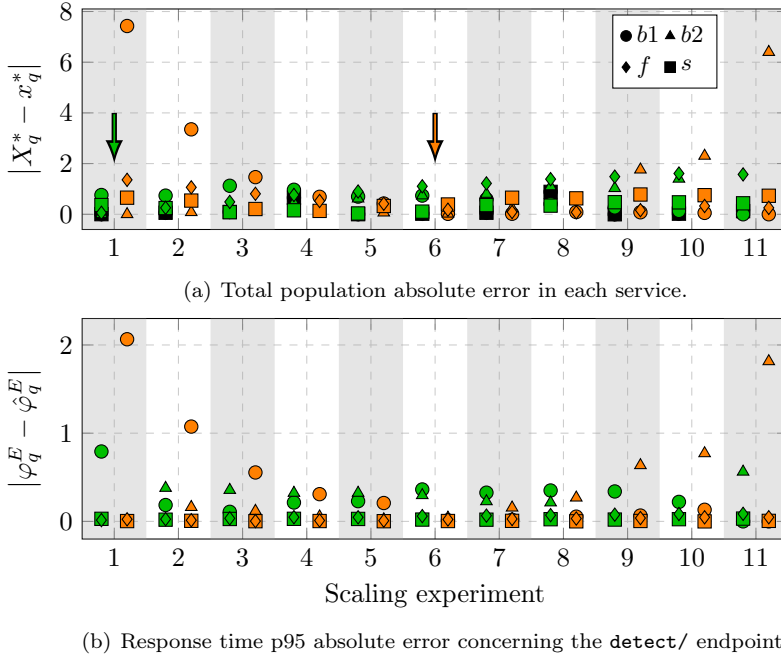 8
6
4
2
0
|X*q − x*q|
b1 b2
f s
1 2 3 4 5 6 7 8 9 10 11
(a) Total population absolute error in each service.
2
1
0
|φ^E_q − φ̂^E_q|
1 2 3 4 5 6 7 8 9 10 11
Scaling experiment
(b) Response time p95 absolute error concerning the detect/ endpoint